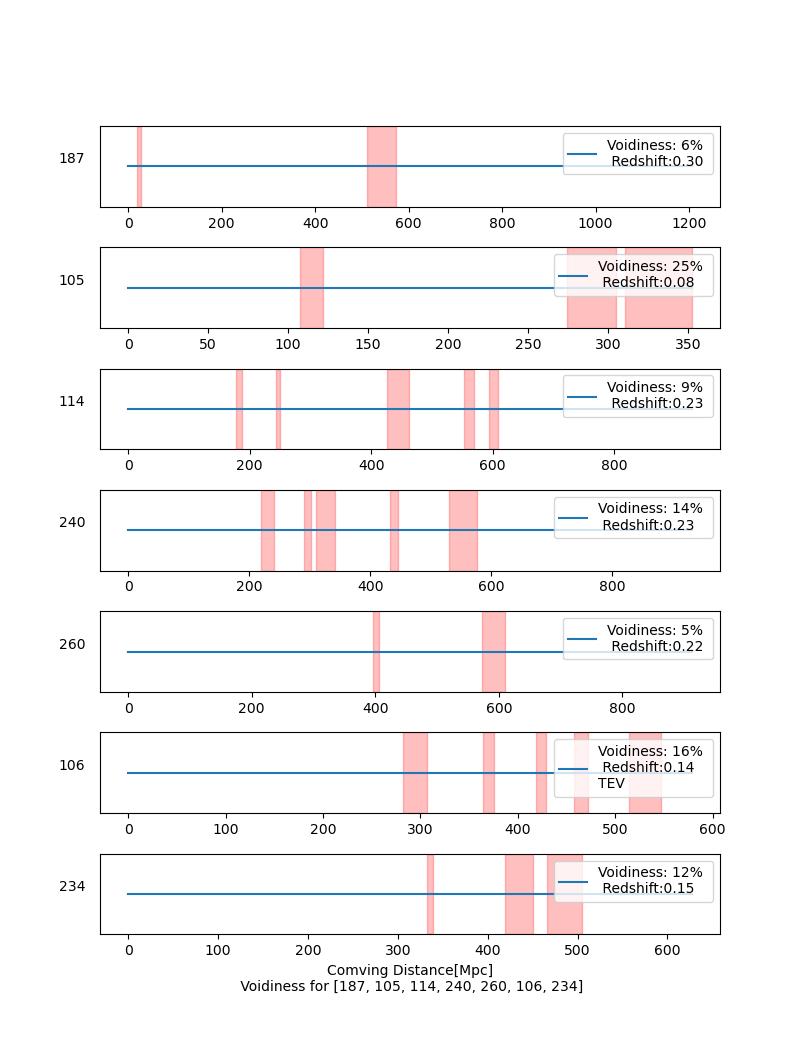 187
Voidiness: 6%
Redshift:0.30
0 200 400 600 800 1000 1200
105
Voidiness: 25%
Redshift:0.08
0 50 100 150 200 250 300 350
114
Voidiness: 9%
Redshift:0.23
0 200 400 600 800
240
Voidiness: 14%
Redshift:0.23
0 200 400 600 800
260
Voidiness: 5%
Redshift:0.22
0 200 400 600 800
106
Voidiness: 16%
Redshift:0.14
TEV
0 100 200 300 400 500 600
234
Voidiness: 12%
Redshift:0.15
0 100 200 300 400 500 600
Comving Distance[Mpc]
Voidiness for [187, 105, 114, 240, 260, 106, 234]